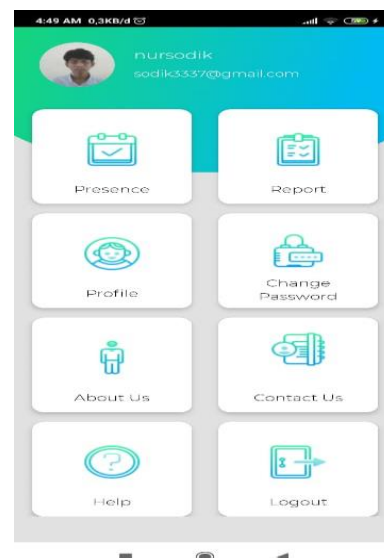 4:49 AM 0,3KB/d
nursodik
sodik3337@gmail.com
Presence
Report
Profile
Change
Password
About Us
Contact Us
Help
Logout